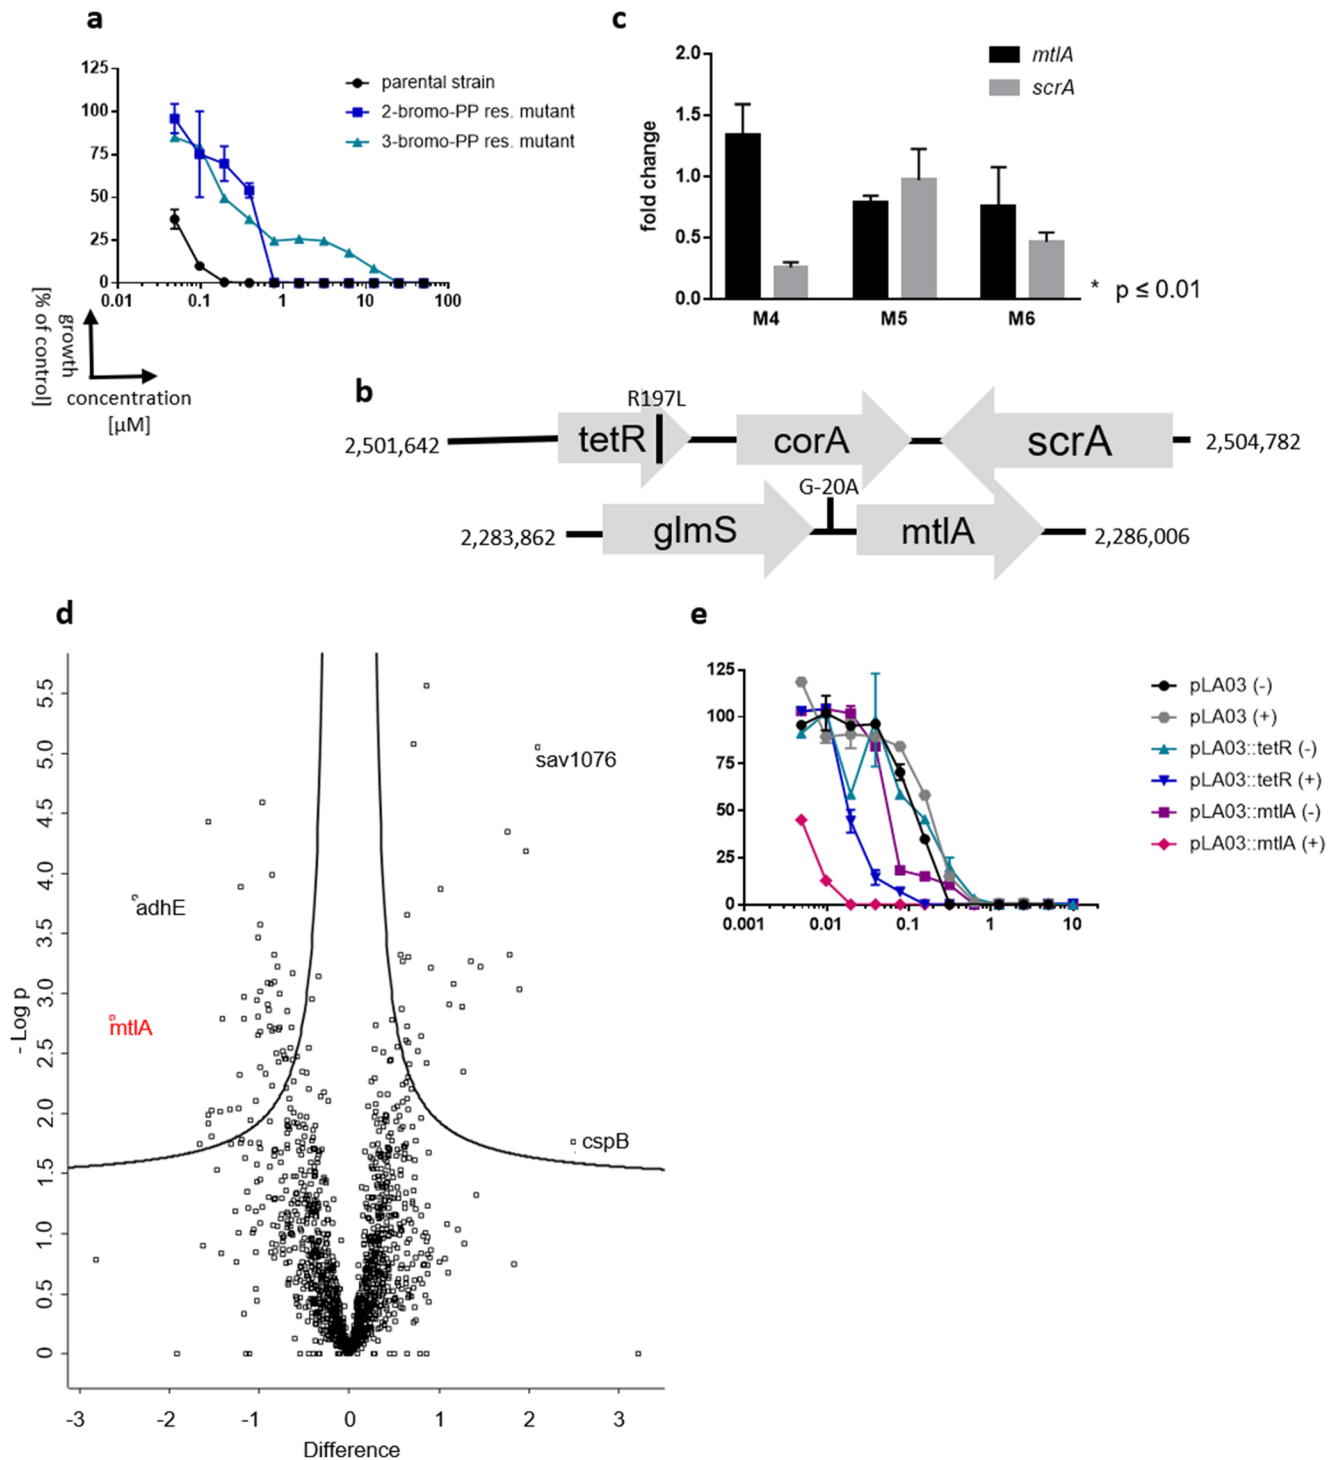 a
125
100
75
50
25
0
0.01
0.1
1
10
100
parental strain
2-bromo-PP res. mutant
3-bromo-PP res. mutant
growth
[% of control]
concentration
[µM]
c
2.0
1.5
1.0
0.5
0.0
fold change
mtlA
scrA
M4
M5
M6
* p ≤ 0.01
b
R197L
2,501,642
tetR
corA
scrA
2,504,782
G-20A
2,283,862
glmS
mtlA
2,286,006
d
5.5
5.0
4.5
4.0
3.5
3.0
2.5
2.0
1.5
1.0
0.5
0
- Log p
sav1076
adhE
mtlA
cspB
-3
-2
-1
0
1
2
3
Difference
e
125
100
75
50
25
0
0.001
0.01
0.1
1
10
pLA03 (-)
pLA03 (+)
pLA03::tetR (-)
pLA03::tetR (+)
pLA03::mtlA (-)
pLA03::mtlA (+)